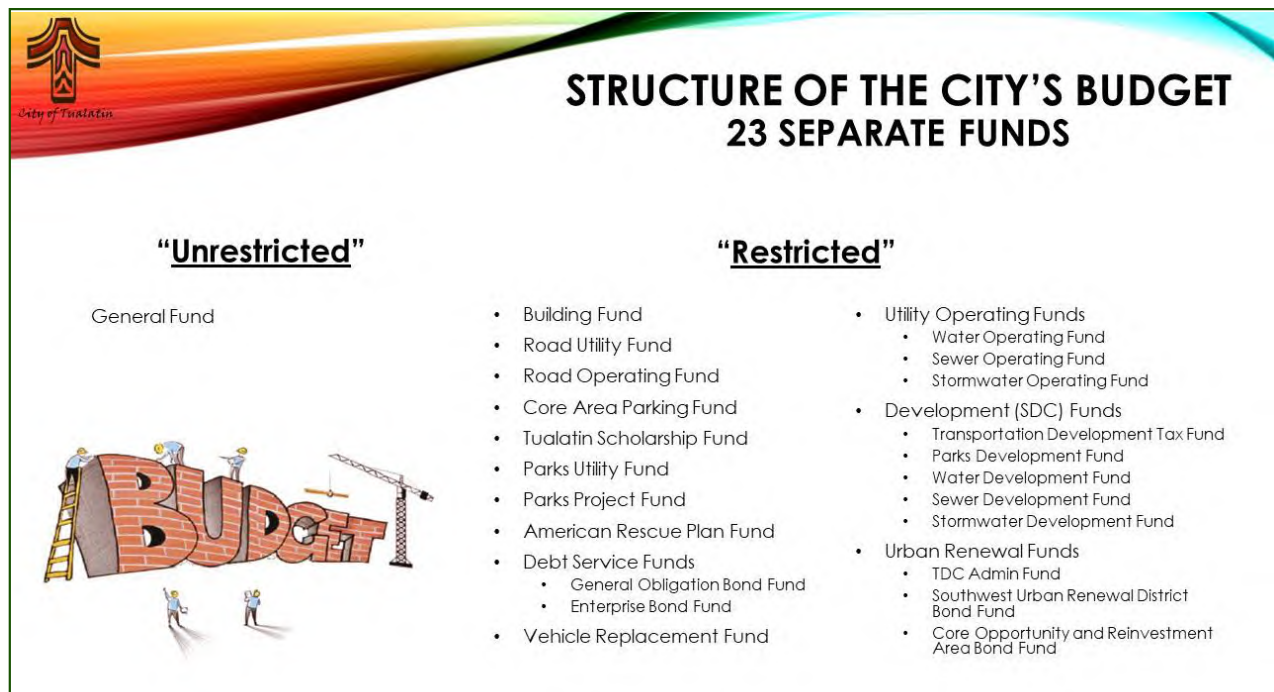 City of Tualatin
STRUCTURE OF THE CITY'S BUDGET
23 SEPARATE FUNDS
“Unrestricted”
General Fund
BUDGET
“Restricted”
• Building Fund
• Road Utility Fund
• Road Operating Fund
• Core Area Parking Fund
• Tualatin Scholarship Fund
• Parks Utility Fund
• Parks Project Fund
• American Rescue Plan Fund
• Debt Service Funds
• General Obligation Bond Fund
• Enterprise Bond Fund
• Vehicle Replacement Fund
• Utility Operating Funds
• Water Operating Fund
• Sewer Operating Fund
• Stormwater Operating Fund
• Development (SDC) Funds
• Transportation Development Tax Fund
• Parks Development Fund
• Water Development Fund
• Sewer Development Fund
• Stormwater Development Fund
• Urban Renewal Funds
• TDC Admin Fund
• Southwest Urban Renewal District
Bond Fund
• Core Opportunity and Reinvestment
Area Bond Fund